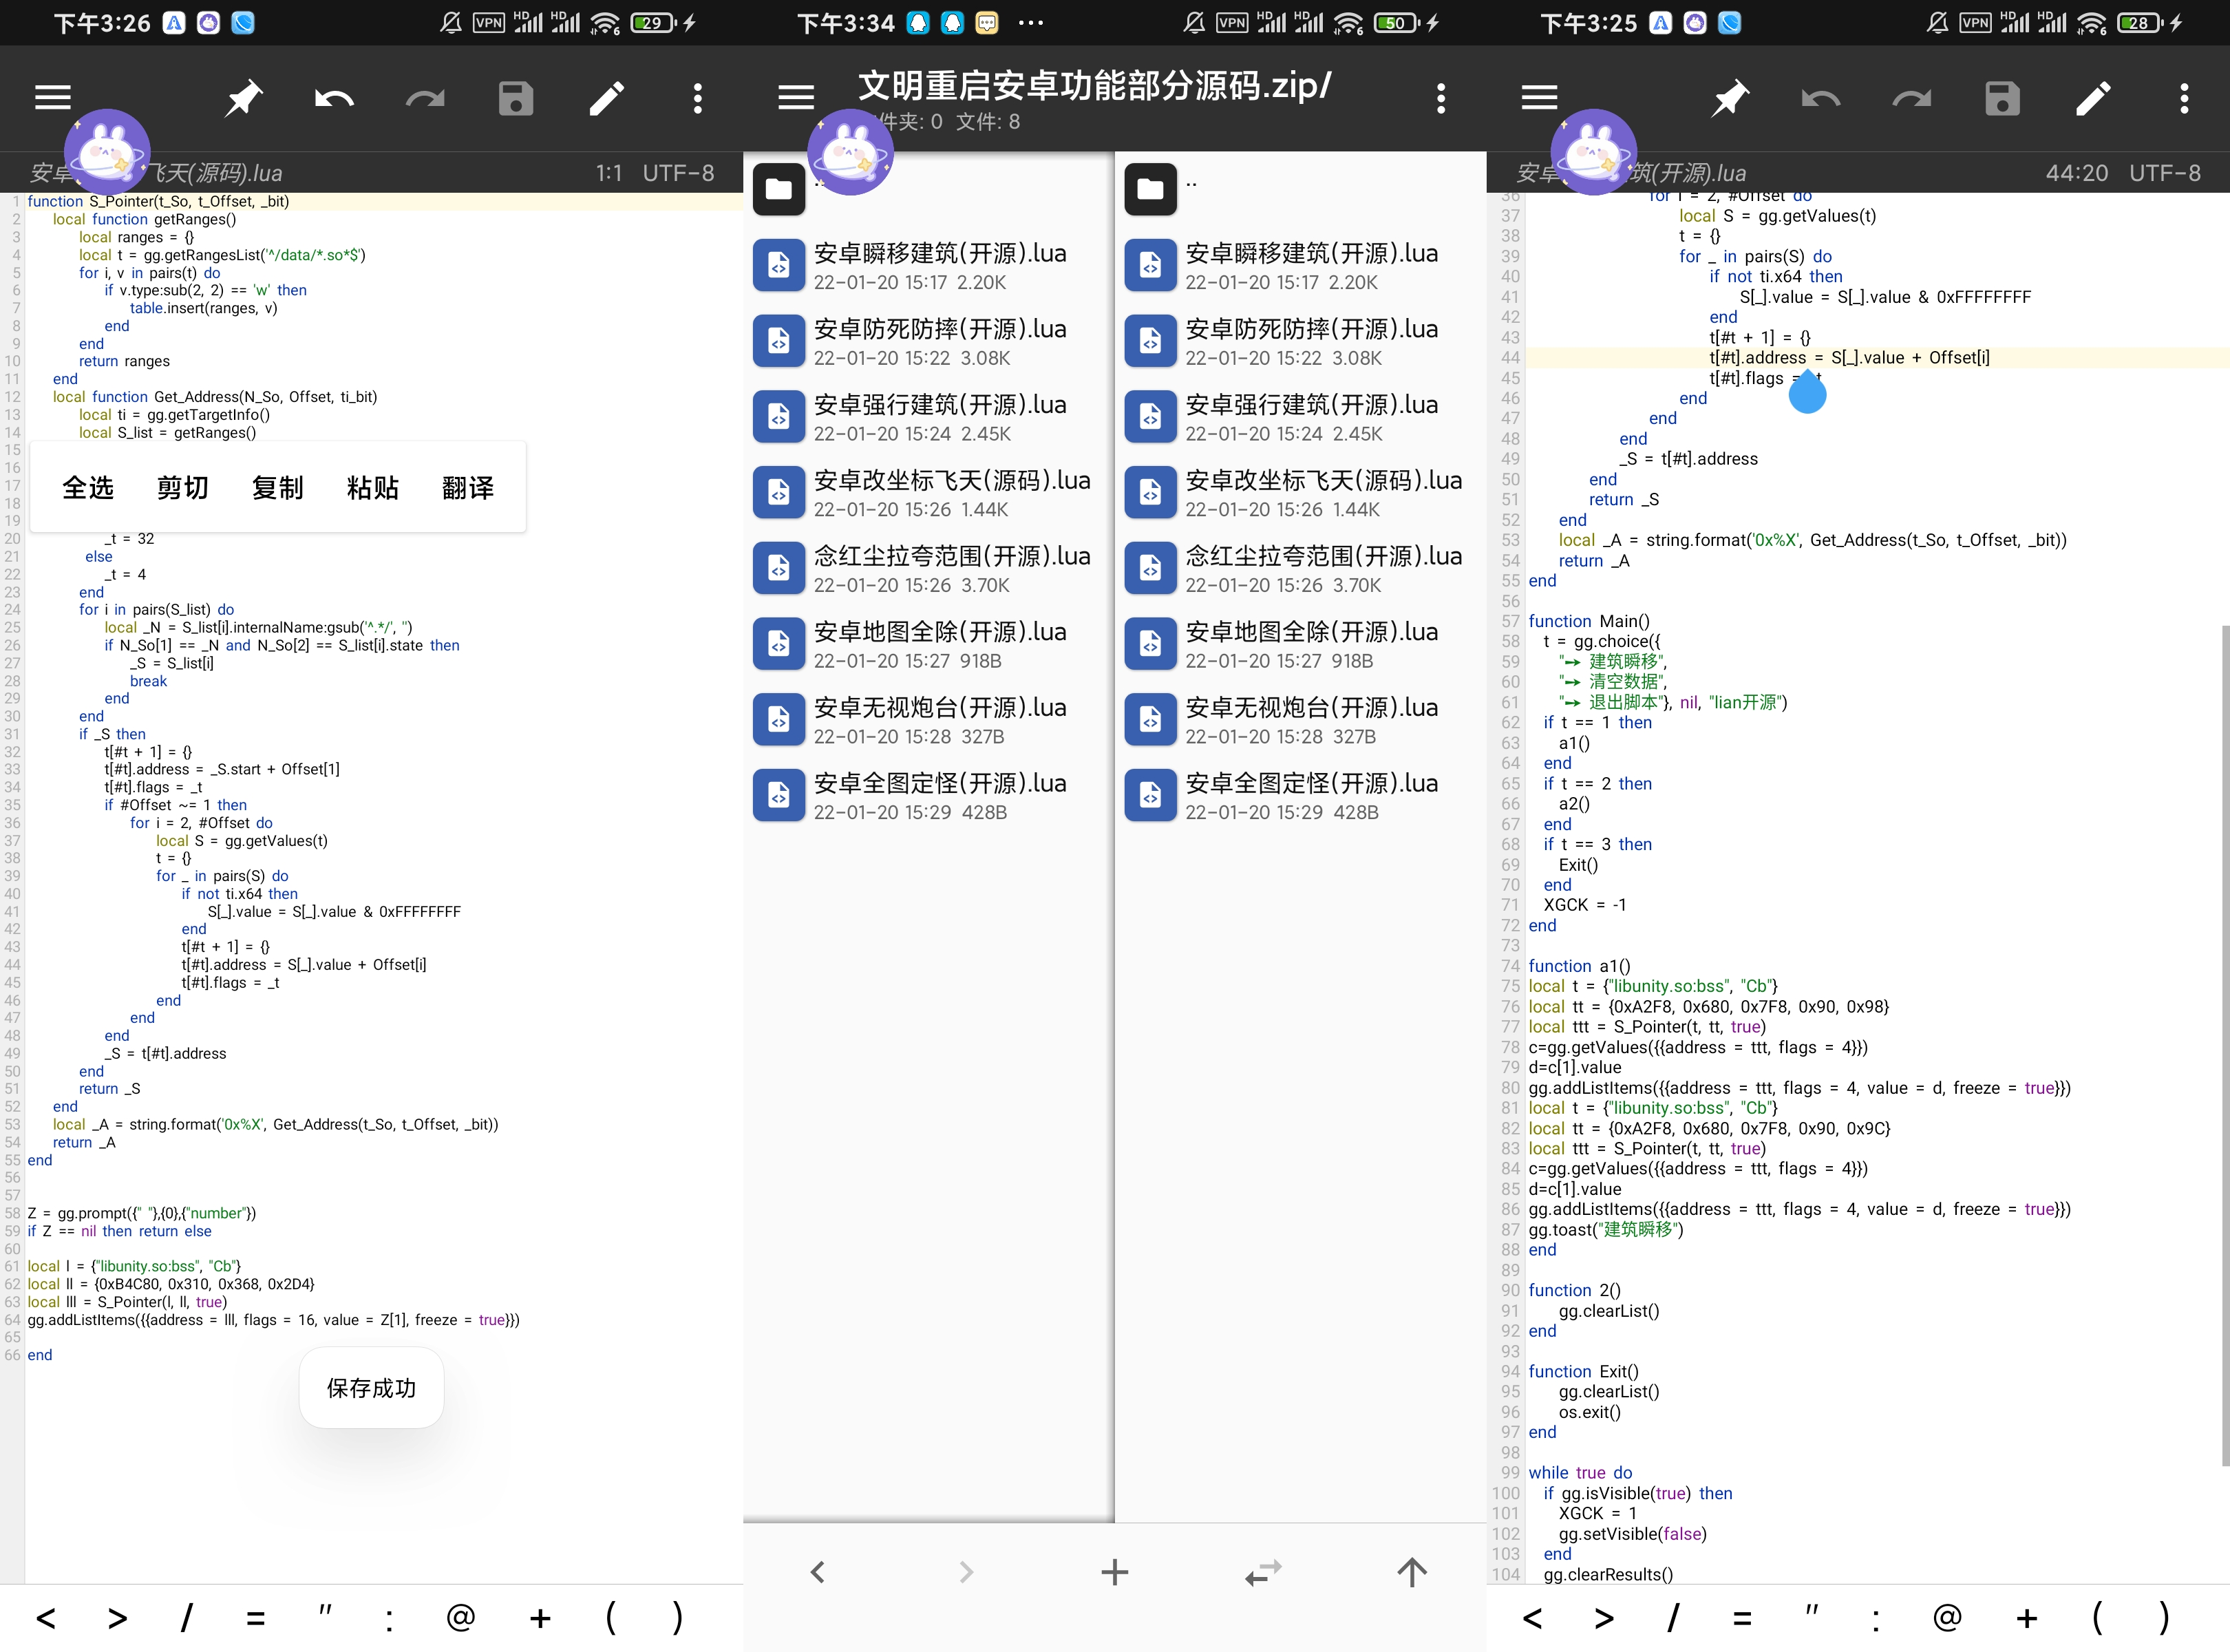 下午3:26
VPN
HD
HD
6
29
安卓
飞天(源码).lua
1:1 UTF-8
1 function S_Pointer(t_So, t_Offset, _bit)
2 local function getRanges()
3 local ranges = {}
4 local t = gg.getRangesList('^/data/*.so*$')
5 for i, v in pairs(t) do
6 if v.type:sub(2, 2) == 'w' then
7 table.insert(ranges, v)
8 end
9 end
10 return ranges
11 end
12 local function Get_Address(N_So, Offset, ti_bit)
13 local ti = gg.getTargetInfo()
14 local S_list = getRanges()
15
16
17
18
19
全选 剪切 复制 粘贴 翻译
20 _t = 32
21 else
22 _t = 4
23 end
24 for i in pairs(S_list) do
25 local _N = S_list[i].internalName:gsub('^.*/', '')
26 if N_So[1] == _N and N_So[2] == S_list[i].state then
27 _S = S_list[i]
28 break
29 end
30 end
31 if _S then
32 t[#t + 1] = {}
33 t[#t].address = _S.start + Offset[1]
34 t[#t].flags = _t
35 if #Offset ~= 1 then
36 for i = 2, #Offset do
37 local S = gg.getValues(t)
38 t = {}
39 for _ in pairs(S) do
40 if not ti.x64 then
41 S[_].value = S[_].value & 0xFFFFFFFF
42 end
43 t[#t + 1] = {}
44 t[#t].address = S[_].value + Offset[i]
45 t[#t].flags = _t
46 end
47 end
48 end
49 _S = t[#t].address
50 end
51 return _S
52 end
53 local _A = string.format('0x%X', Get_Address(t_So, t_Offset, _bit))
54 return _A
55 end
56
57
58 Z = gg.prompt({" "},{0},{"number"})
59 if Z == nil then return else
60
61 local l = {"libunity.so:bss", "Cb"}
62 local ll = {0xB4C80, 0x310, 0x368, 0x2D4}
63 local lll = S_Pointer(l, ll, true)
64 gg.addListItems({{address = lll, flags = 16, value = Z[1], freeze = true}})
65
66 end
保存成功
< > / = " : @ + ( )
下午3:34
...
VPN
HD
HD
6
50
文明重启安卓功能部分源码.zip/
件夹: 0 文件: 8
..
安卓瞬移建筑(开源).lua
22-01-20 15:17 2.20K
安卓防死防摔(开源).lua
22-01-20 15:22 3.08K
安卓强行建筑(开源).lua
22-01-20 15:24 2.45K
安卓改坐标飞天(源码).lua
22-01-20 15:26 1.44K
念红尘拉夸范围(开源).lua
22-01-20 15:26 3.70K
安卓地图全除(开源).lua
22-01-20 15:27 918B
安卓无视炮台(开源).lua
22-01-20 15:28 327B
安卓全图定怪(开源).lua
22-01-20 15:29 428B
..
安卓瞬移建筑(开源).lua
22-01-20 15:17 2.20K
安卓防死防摔(开源).lua
22-01-20 15:22 3.08K
安卓强行建筑(开源).lua
22-01-20 15:24 2.45K
安卓改坐标飞天(源码).lua
22-01-20 15:26 1.44K
念红尘拉夸范围(开源).lua
22-01-20 15:26 3.70K
安卓地图全除(开源).lua
22-01-20 15:27 918B
安卓无视炮台(开源).lua
22-01-20 15:28 327B
安卓全图定怪(开源).lua
22-01-20 15:29 428B
下午3:25
VPN
HD
HD
6
28
安卓
筑(开源).lua
44:20 UTF-8
36 for i = 2, #Offset do
37 local S = gg.getValues(t)
38 t = {}
39 for _ in pairs(S) do
40 if not ti.x64 then
41 S[_].value = S[_].value & 0xFFFFFFFF
42 end
43 t[#t + 1] = {}
44 t[#t].address = S[_].value + Offset[i]
45 t[#t].flags = t
46 end
47 end
48 end
49 _S = t[#t].address
50 end
51 return _S
52 end
53 local _A = string.format('0x%X', Get_Address(t_So, t_Offset, _bit))
54 return _A
55 end
56
57 function Main()
58 t = gg.choice({
59 "➻ 建筑瞬移",
60 "➻ 清空数据",
61 "➻ 退出脚本"}, nil, "lian开源")
62 if t == 1 then
63 a1()
64 end
65 if t == 2 then
66 a2()
67 end
68 if t == 3 then
69 Exit()
70 end
71 XGCK = -1
72 end
73
74 function a1()
75 local t = {"libunity.so:bss", "Cb"}
76 local tt = {0xA2F8, 0x680, 0x7F8, 0x90, 0x98}
77 local ttt = S_Pointer(t, tt, true)
78 c=gg.getValues({{address = ttt, flags = 4}})
79 d=c[1].value
80 gg.addListItems({{address = ttt, flags = 4, value = d, freeze = true}})
81 local t = {"libunity.so:bss", "Cb"}
82 local tt = {0xA2F8, 0x680, 0x7F8, 0x90, 0x9C}
83 local ttt = S_Pointer(t, tt, true)
84 c=gg.getValues({{address = ttt, flags = 4}})
85 d=c[1].value
86 gg.addListItems({{address = ttt, flags = 4, value = d, freeze = true}})
87 gg.toast("建筑瞬移")
88 end
89
90 function 2()
91 gg.clearList()
92 end
93
94 function Exit()
95 gg.clearList()
96 os.exit()
97 end
98
99 while true do
100 if gg.isVisible(true) then
101 XGCK = 1
102 gg.setVisible(false)
103 end
104 gg.clearResults()
< > / = " : @ + ( )